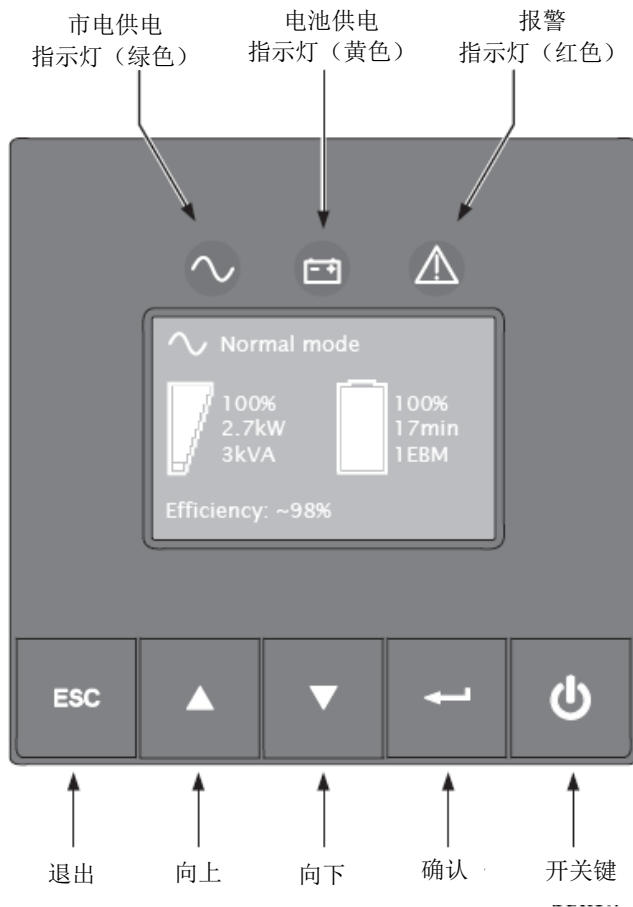 市电供电
指示灯（绿色）
电池供电
指示灯（黄色）
报警
指示灯（红色）
Normal mode
100%
2.7kW
3kVA
100%
17min
1EBM
Efficiency: ~98%
ESC
退出
向上
向下
确认
开关键